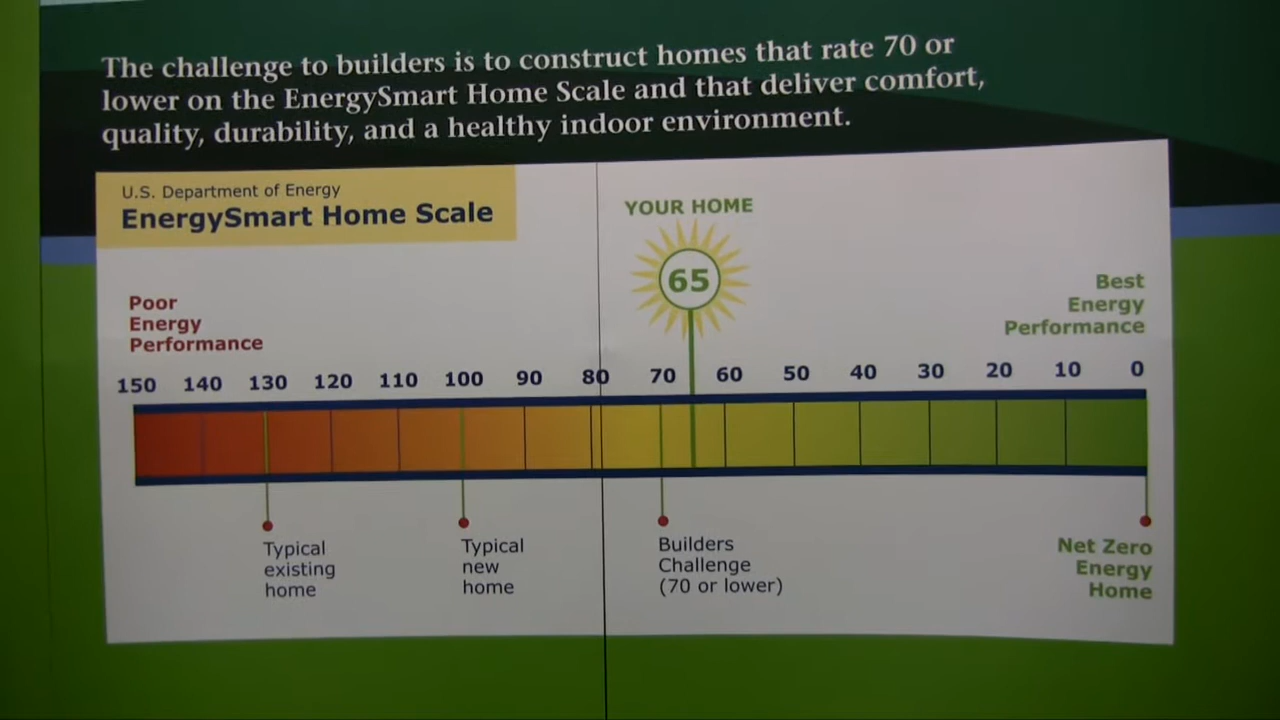 The challenge to builders is to construct homes that rate 70 or
lower on the EnergySmart Home Scale and that deliver comfort,
quality, durability, and a healthy indoor environment.
U.S. Department of Energy
EnergySmart Home Scale
YOUR HOME
65
Poor
Energy
Performance
Best
Energy
Performance
150 140 130 120 110 100 90 80 70 60 50 40 30 20 10 0
Typical
existing
home
Typical
new
home
Builders
Challenge
(70 or lower)
Net Zero
Energy
Home